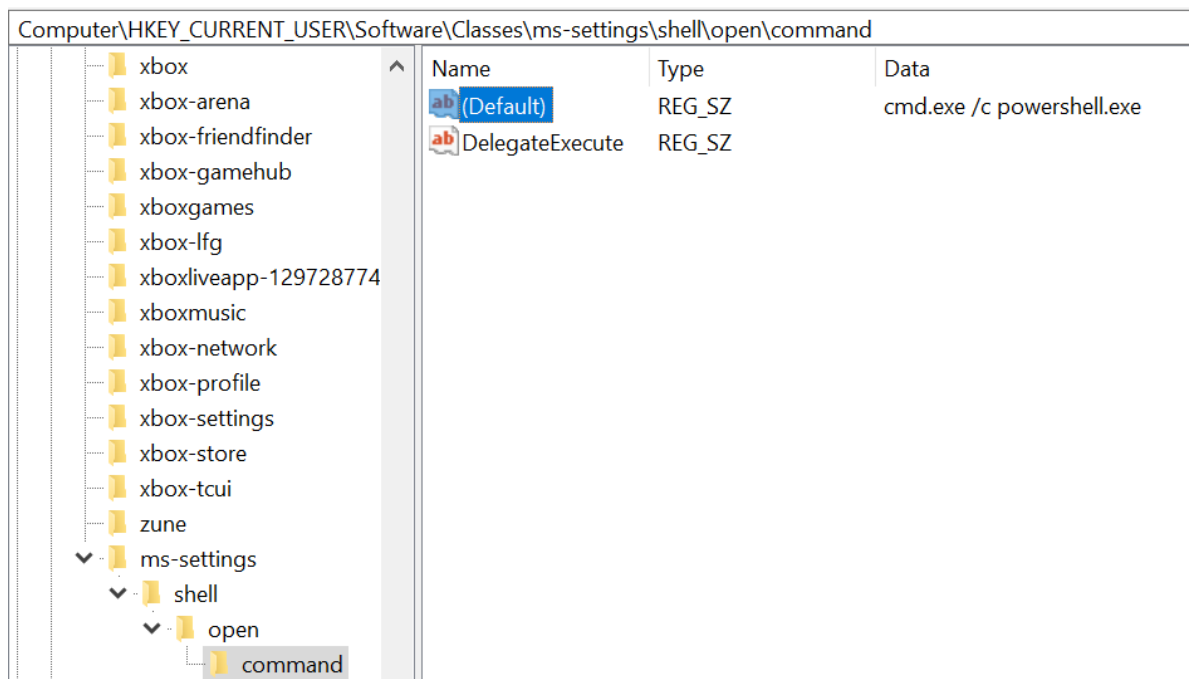 Computer\HKEY_CURRENT_USER\Software\Classes\ms-settings\shell\open\command
xbox
xbox-arena
xbox-friendfinder
xbox-gamehub
xboxgames
xbox-lfg
xboxliveapp-129728774
xboxmusic
xbox-network
xbox-profile
xbox-settings
xbox-store
xbox-tcui
zune
ms-settings
shell
open
command
Name Type Data
ab (Default) REG_SZ cmd.exe /c powershell.exe
ab DelegateExecute REG_SZ